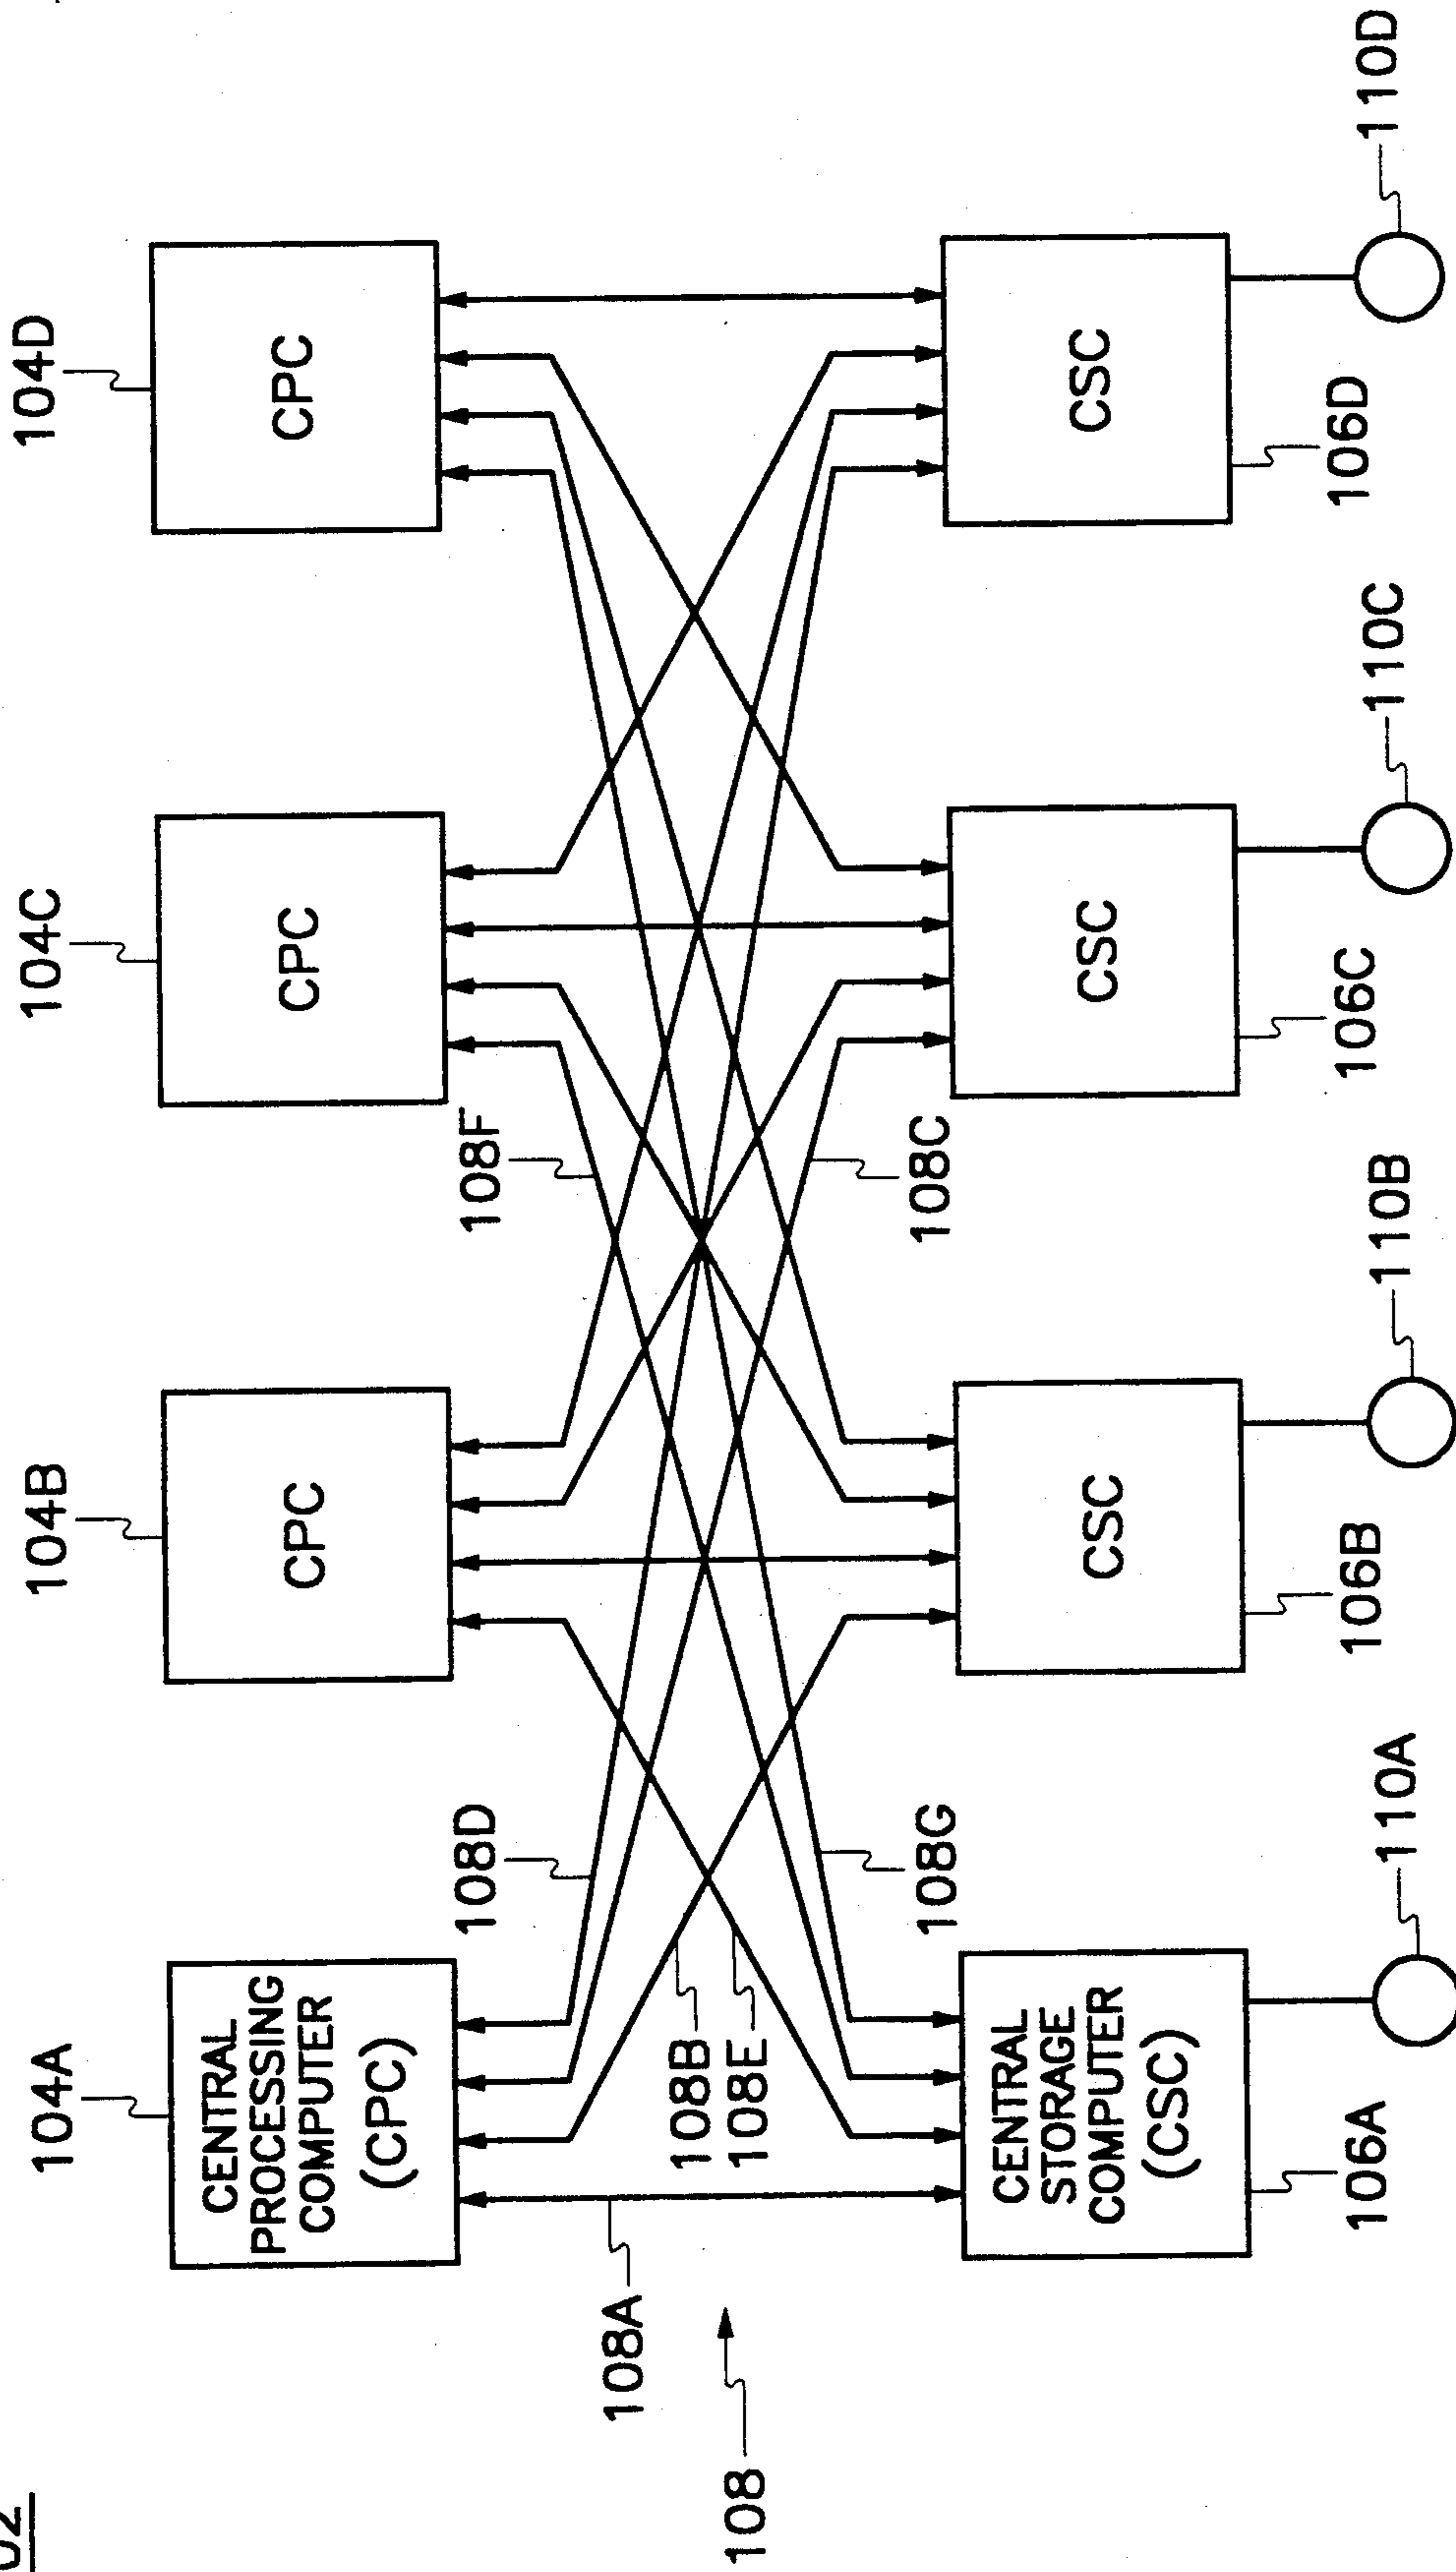 104A
104B
104C
104D
CENTRAL
PROCESSING
COMPUTER
(CPC)
CPC
CPC
CPC
108D
108F
108A
108B
108E
108
108G
108C
CENTRAL
STORAGE
COMPUTER
(CSC)
CSC
CSC
CSC
106A
106B
106C
106D
110A
110B
110C
110D